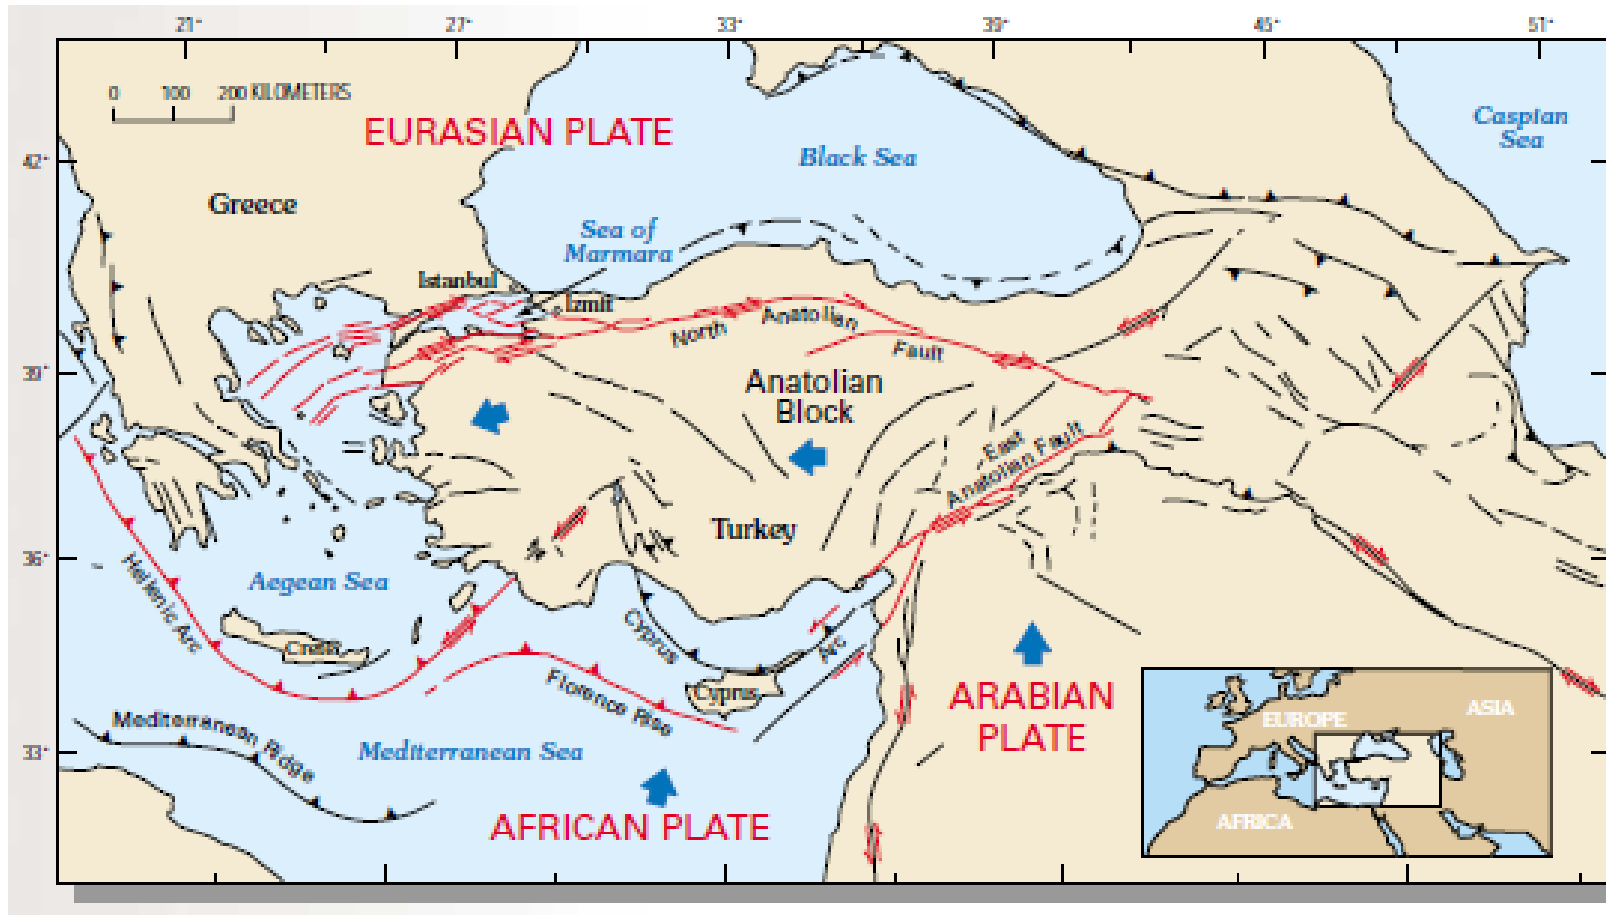 21° 27° 33° 39° 45° 51°
0 100 200 KILOMETERS
EURASIAN PLATE
Caspian
Sea
42°
Black Sea
Greece
Sea of
Marmara
Istanbul
Izmit
North Anatolian Fault
39°
Anatolian
Block
East
Anatolian Fault
Turkey
36°
Aegean Sea
Hellenic Arc
Crete
Cyprus Arc
Cyprus
Florence Rise
ARABIAN
PLATE
Mediterranean Ridge
33°
Mediterranean Sea
AFRICAN PLATE
EUROPE
ASIA
AFRICA